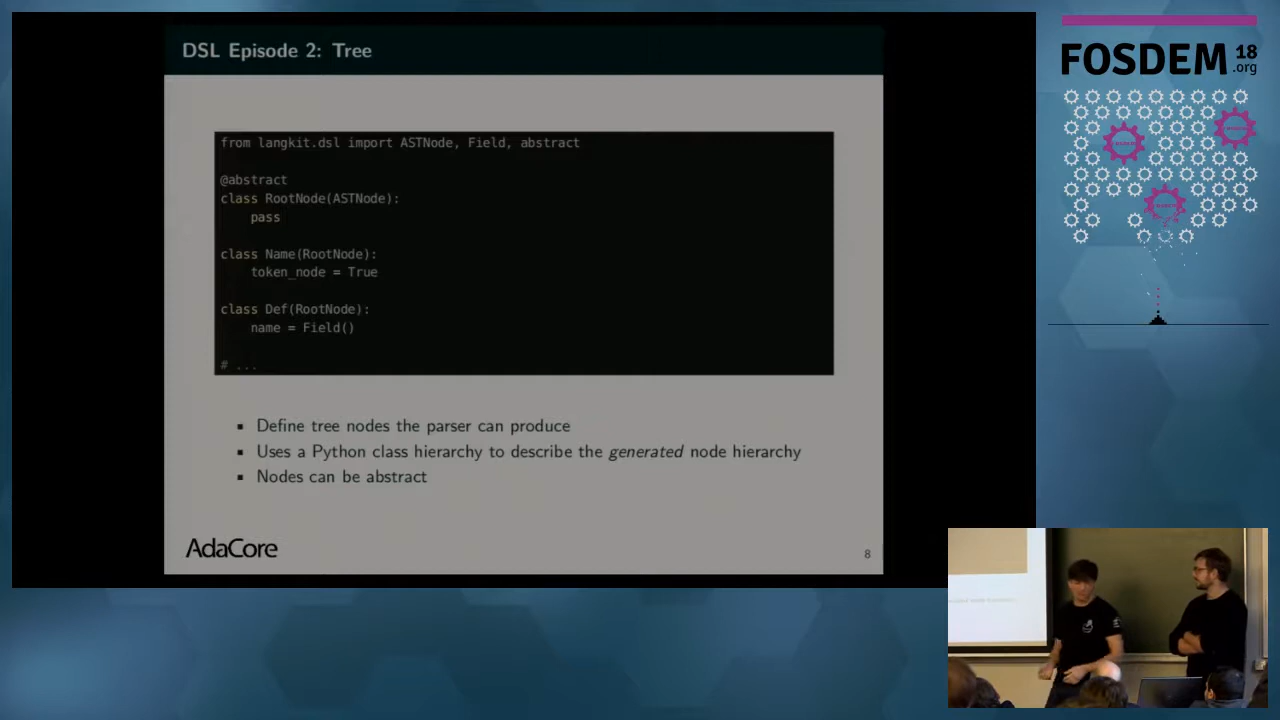 DSL Episode 2: Tree
from langkit.dsl import ASTNode, Field, abstract
@abstract
class RootNode(ASTNode):
    pass
class Name(RootNode):
    token_node = True
class Def(RootNode):
    name = Field()
# ...
▪ Define tree nodes the parser can produce
▪ Uses a Python class hierarchy to describe the generated node hierarchy
▪ Nodes can be abstract
AdaCore
8
FOSDEM 18
.org